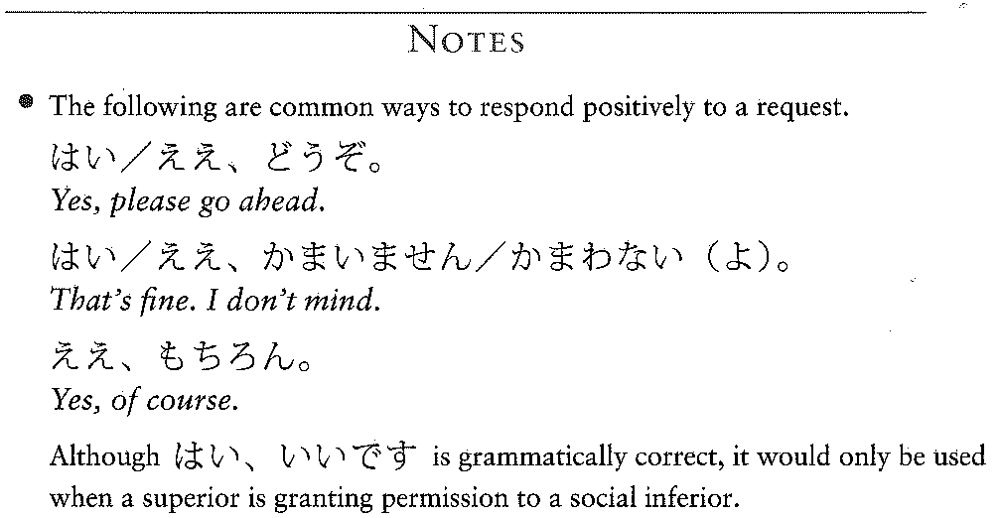 NOTES
● The following are common ways to respond positively to a request.
はい／ええ、どうぞ。
Yes, please go ahead.
はい／ええ、かまいません／かまわない（よ）。
That's fine. I don't mind.
ええ、もちろん。
Yes, of course.
Although はい、いいです is grammatically correct, it would only be used
when a superior is granting permission to a social inferior.